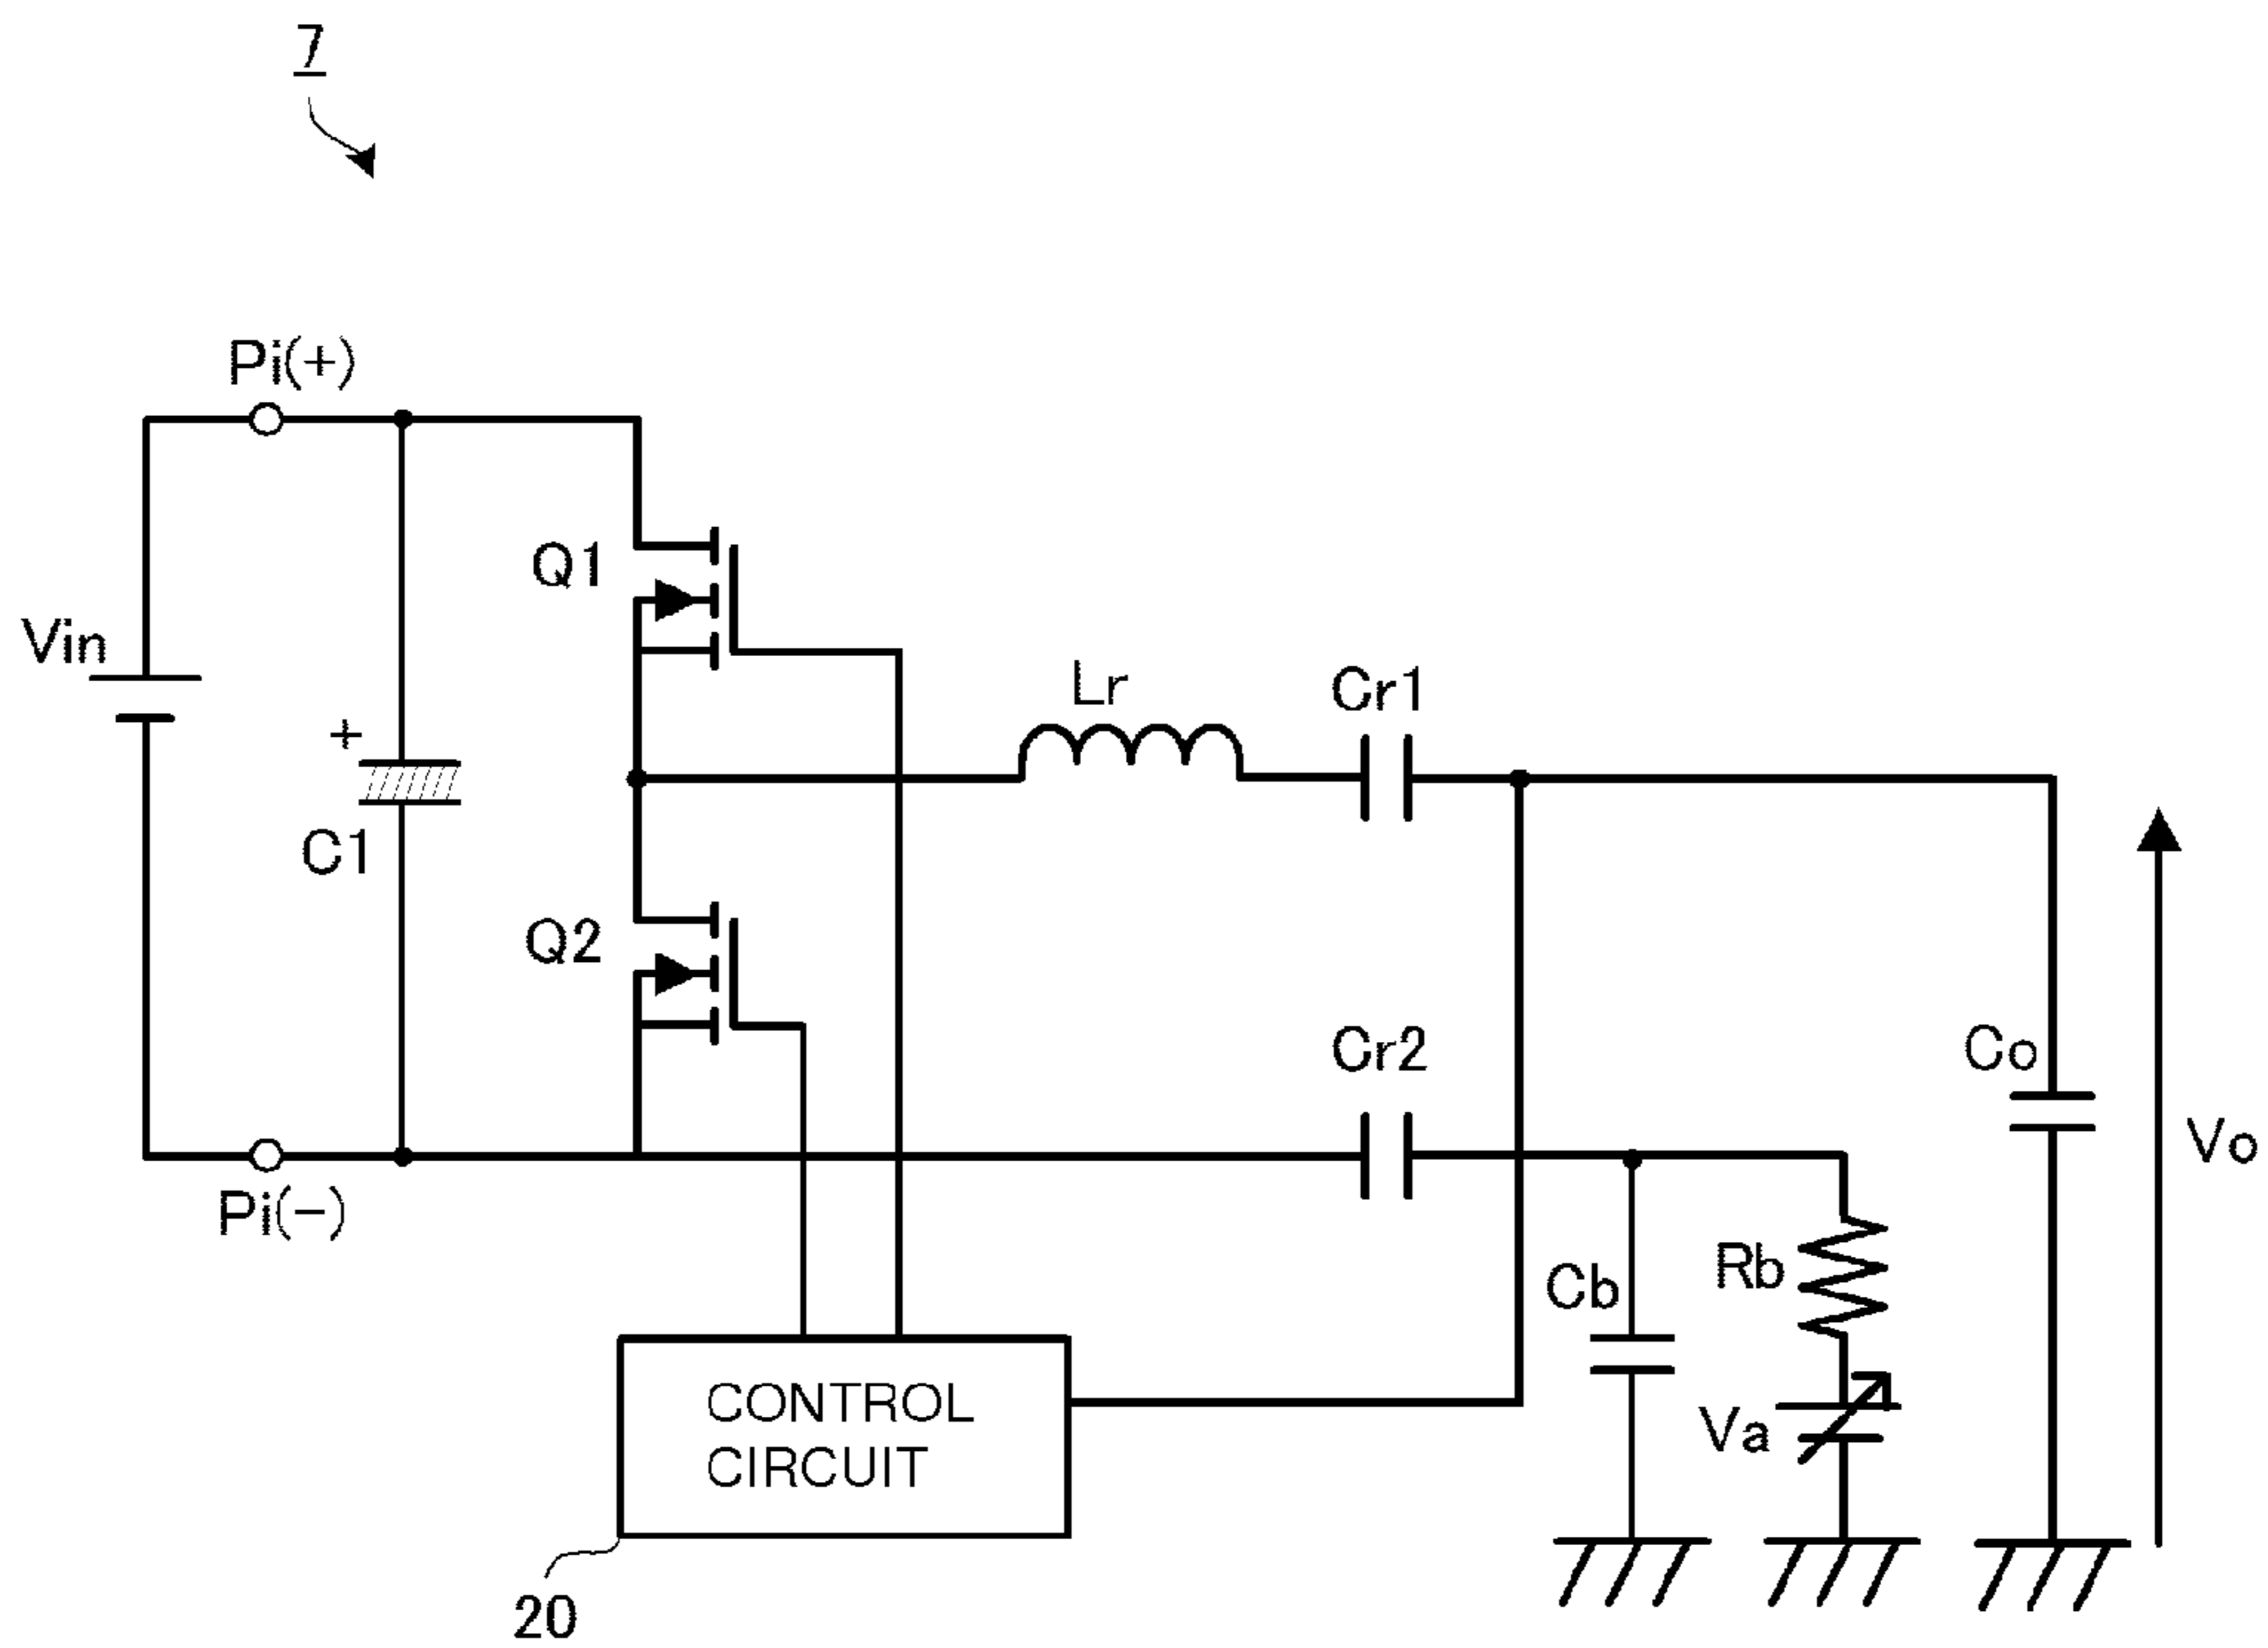 7
Pi(+)
Q1
Vin
Lr
Cr1
+
C1
Q2
Cr2
Co
Vo
Pi(-)
Rb
Cb
CONTROL
CIRCUIT
Va
20